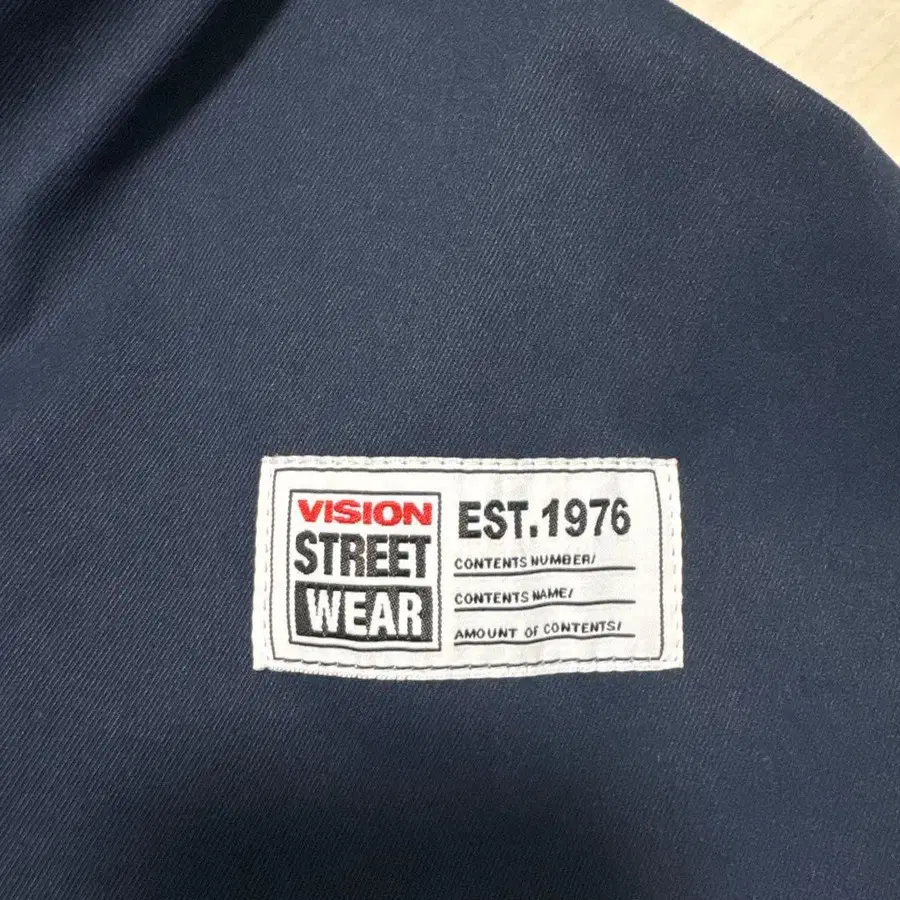 VISION
STREET
WEAR
EST.1976
CONTENTS NUMBER/
CONTENTS NAME/
AMOUNT OF CONTENTS/